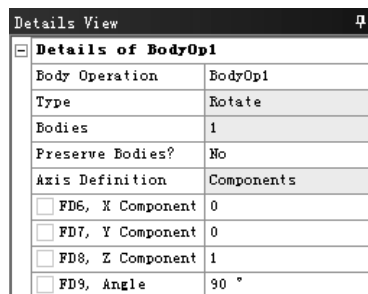 Details View
Details of BodyOp1
Body Operation BodyOp1
Type Rotate
Bodies 1
Preserve Bodies? No
Axis Definition Components
FD6, X Component 0
FD7, Y Component 0
FD8, Z Component 1
FD9, Angle 90 °